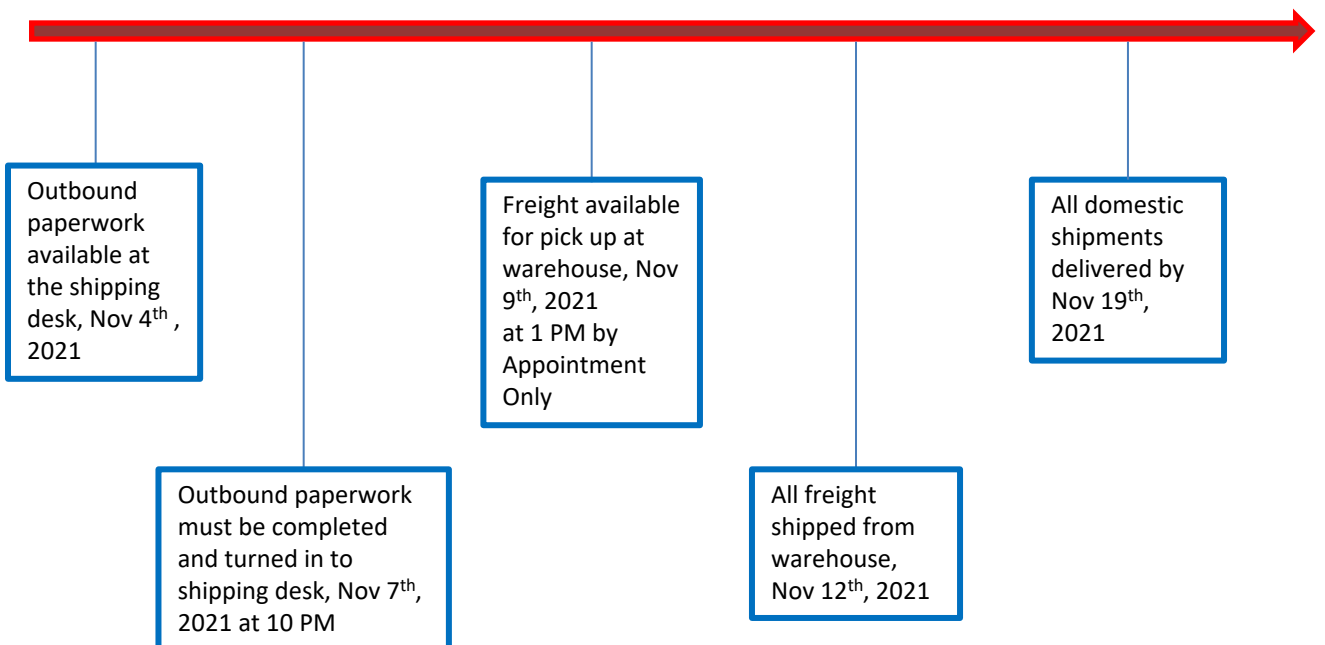 Outbound
paperwork
available at
the shipping
desk, Nov 4th ,
2021
Outbound paperwork
must be completed
and turned in to
shipping desk, Nov 7th,
2021 at 10 PM
Freight available
for pick up at
warehouse, Nov
9th, 2021
at 1 PM by
Appointment
Only
All freight
shipped from
warehouse,
Nov 12th, 2021
All domestic
shipments
delivered by
Nov 19th,
2021